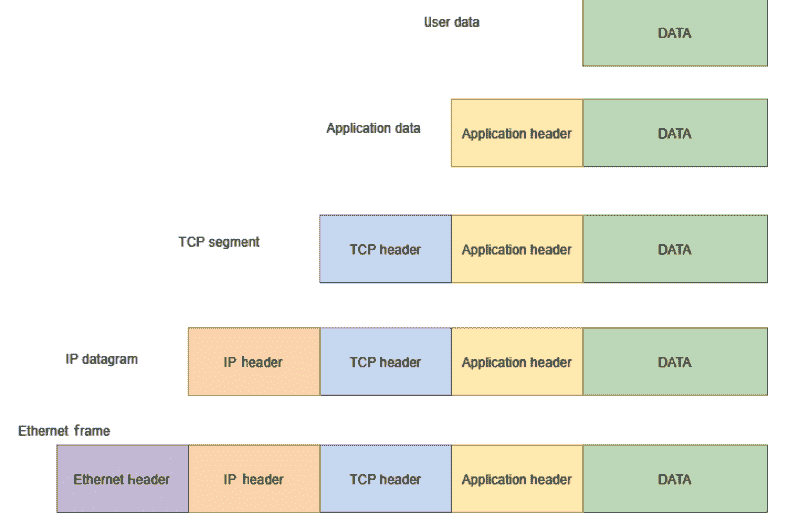 User data
DATA
Application data
Application header
DATA
TCP segment
TCP header
Application header
DATA
IP datagram
IP header
TCP header
Application header
DATA
Ethernet frame
Ethernet Header
IP header
TCP header
Application header
DATA